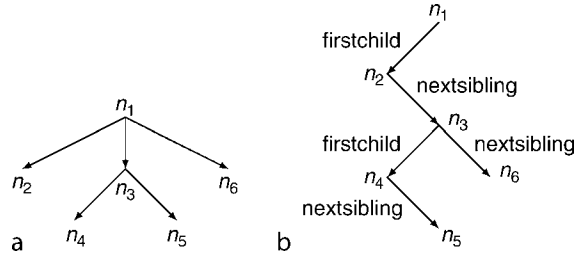 n1
n2
n3
n6
n4
n5
a
n1
firstchild
n2
nextsibling
n3
firstchild
nextsibling
n4
n6
nextsibling
n5
b